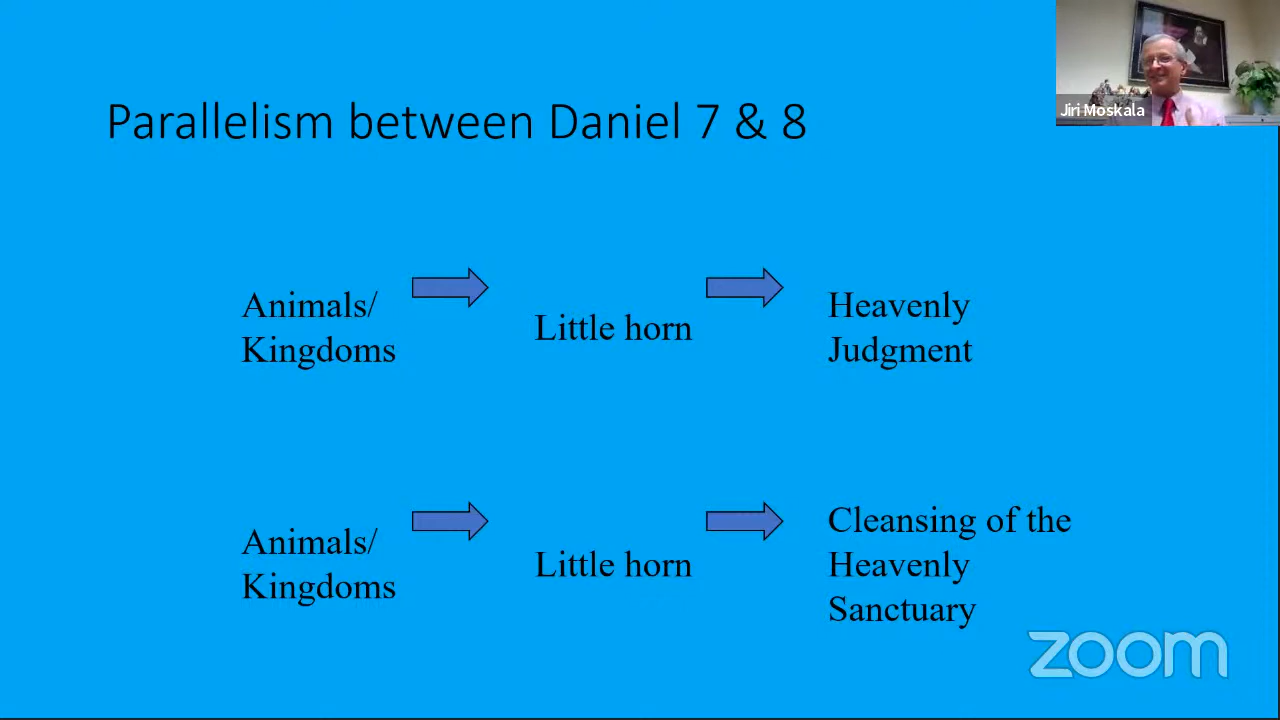 Jiri Moskala
Parallelism between Daniel 7 & 8
Animals/
Kingdoms
Little horn
Heavenly
Judgment
Animals/
Kingdoms
Little horn
Cleansing of the
Heavenly
Sanctuary
zoom